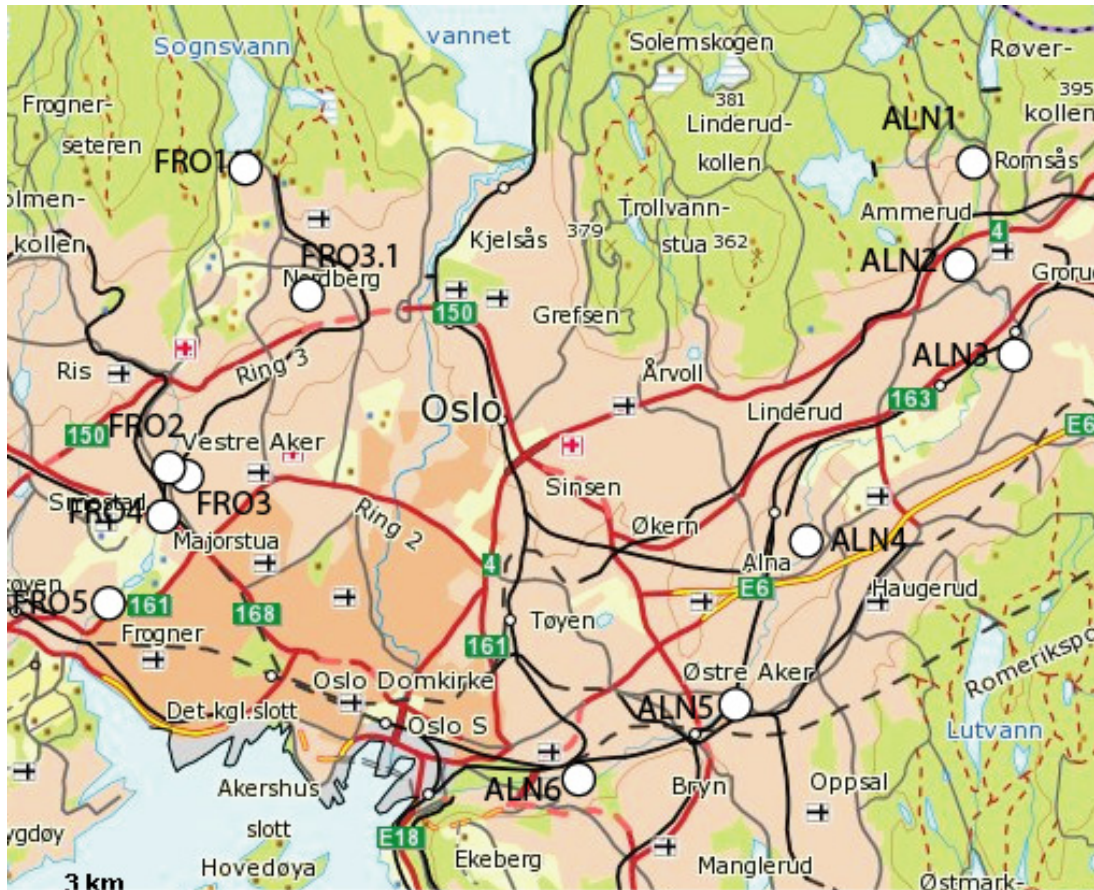 Sognsvann
vannet
Solemskogen
Røver-
kollen
395
Frogner-
seteren
381
Linderud-
kollen
ALN1
FRO1
Romsås
kollen
Trollvann-
stua
362
379
Ammerud
4
Kjelsås
FRO3.1
Nordberg
ALN2
Grorud
150
Grefsen
Ring 3
Ris
Årvoll
ALN3
163
Oslo
Linderud
E6
150
FRO2
Vestre Aker
Smestad
FRO3
FRO4
Majorstua
Sinsen
Ring 2
Økern
ALN4
4
Alna
E6
Haugerud
FRO5
161
168
Frogner
Tøyen
161
Oslo Domkirke
Østre Aker
Romerikspo
Det kgl.slott
Oslo S
ALN5
Lutvann
Akershus
slott
ALN6
Bryn
Oppsal
E18
ygdøy
Hovedøya
Ekeberg
Manglerud
3 km
Østmark-